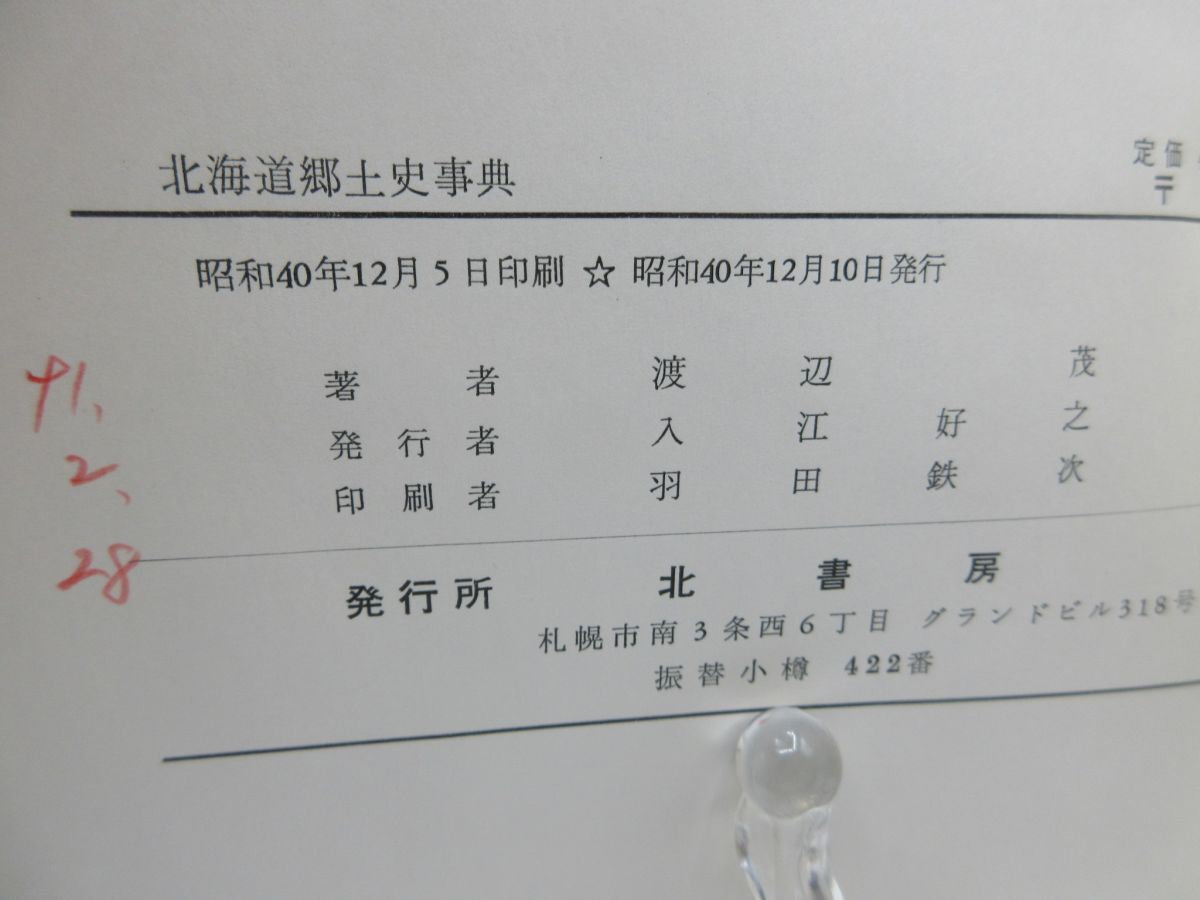 北海道郷土史事典
定価
〒
昭和40年12月5日印刷 ☆ 昭和40年12月10日発行
著者 渡辺茂
発行者 入江好之
印刷者 羽田鉄次
41、
2、
28
発行所 北書房
札幌市南3条西6丁目 グランドビル318号
振替小樽 422番